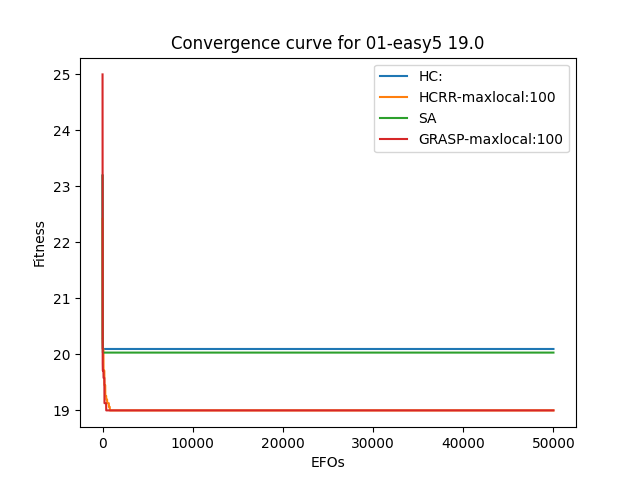 Convergence curve for 01-easy5 19.0
HC:
HCRR-maxlocal:100
SA
GRASP-maxlocal:100
Fitness
25
24
23
22
21
20
19
0 10000 20000 30000 40000 50000
EFOs